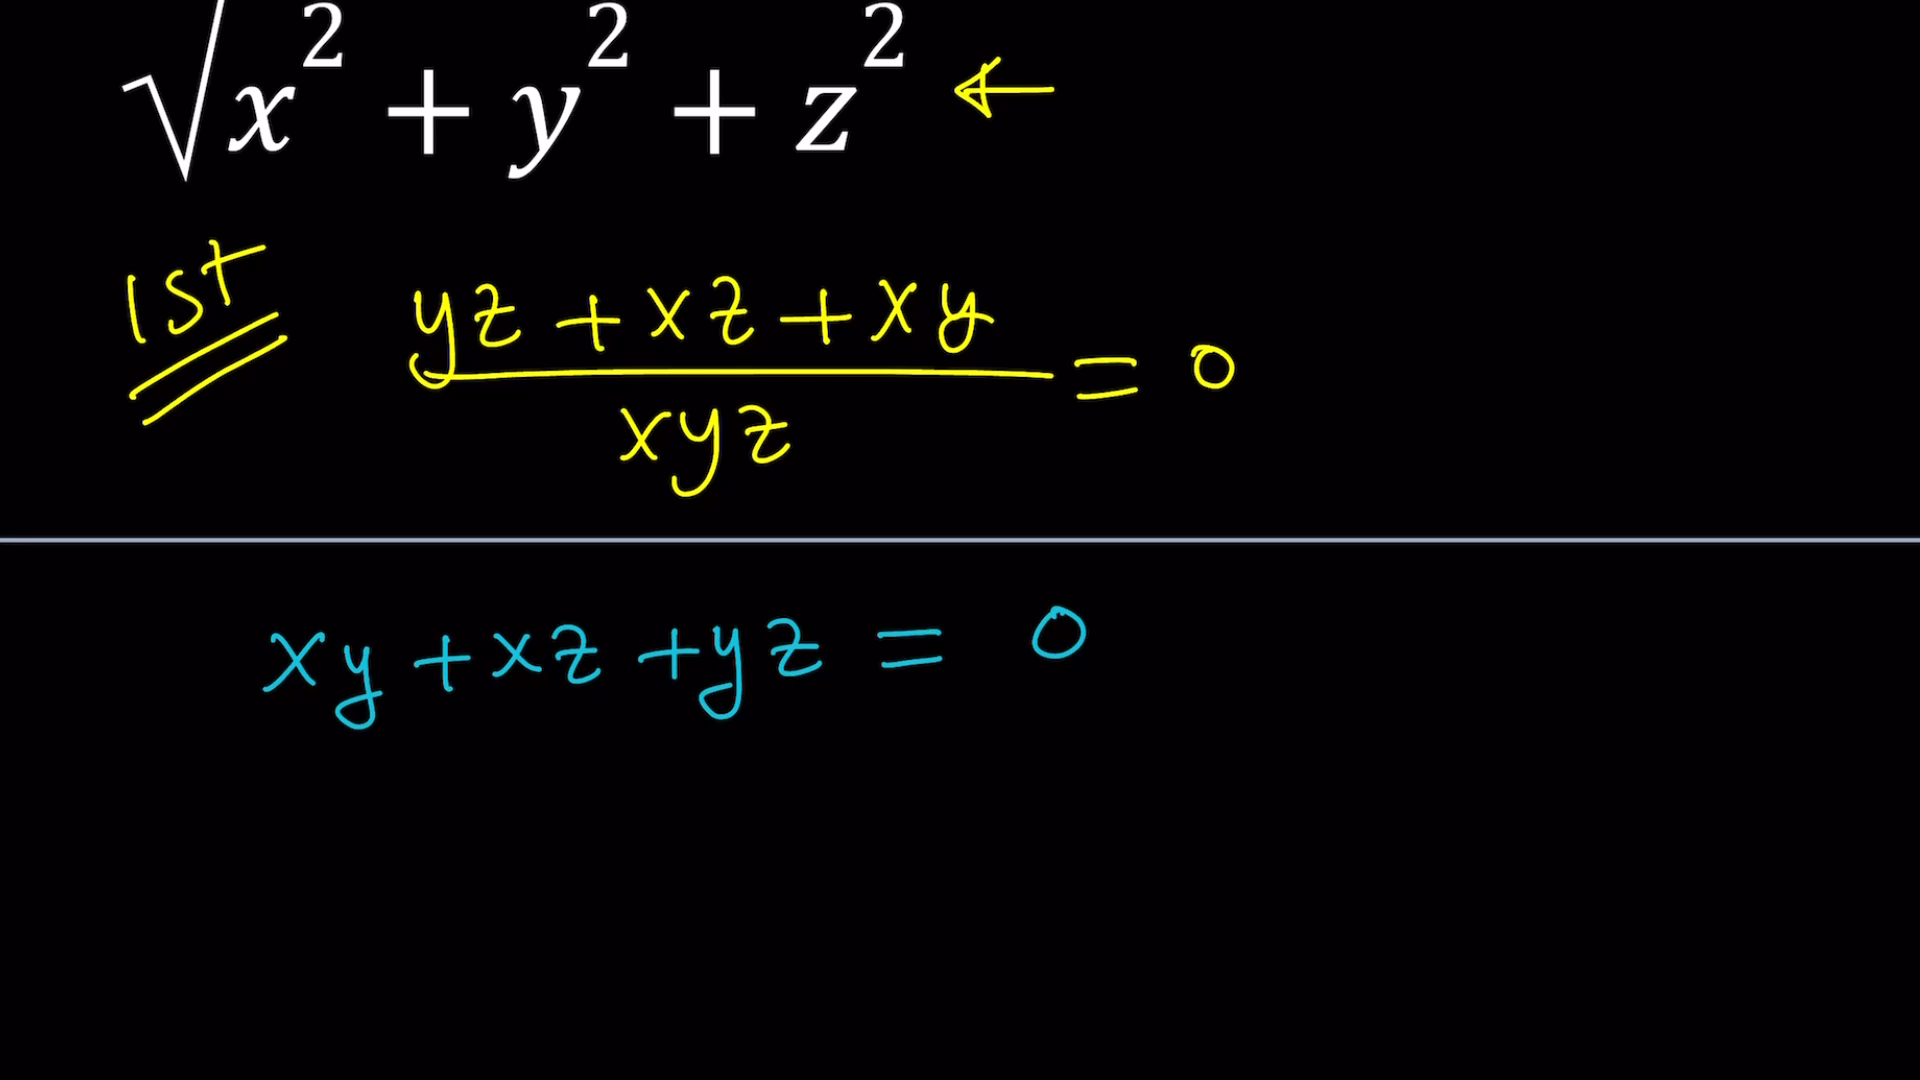 √x² + y² + z² ←
1st
yz + xz + xy
xyz
= 0
xy + xz + yz = 0